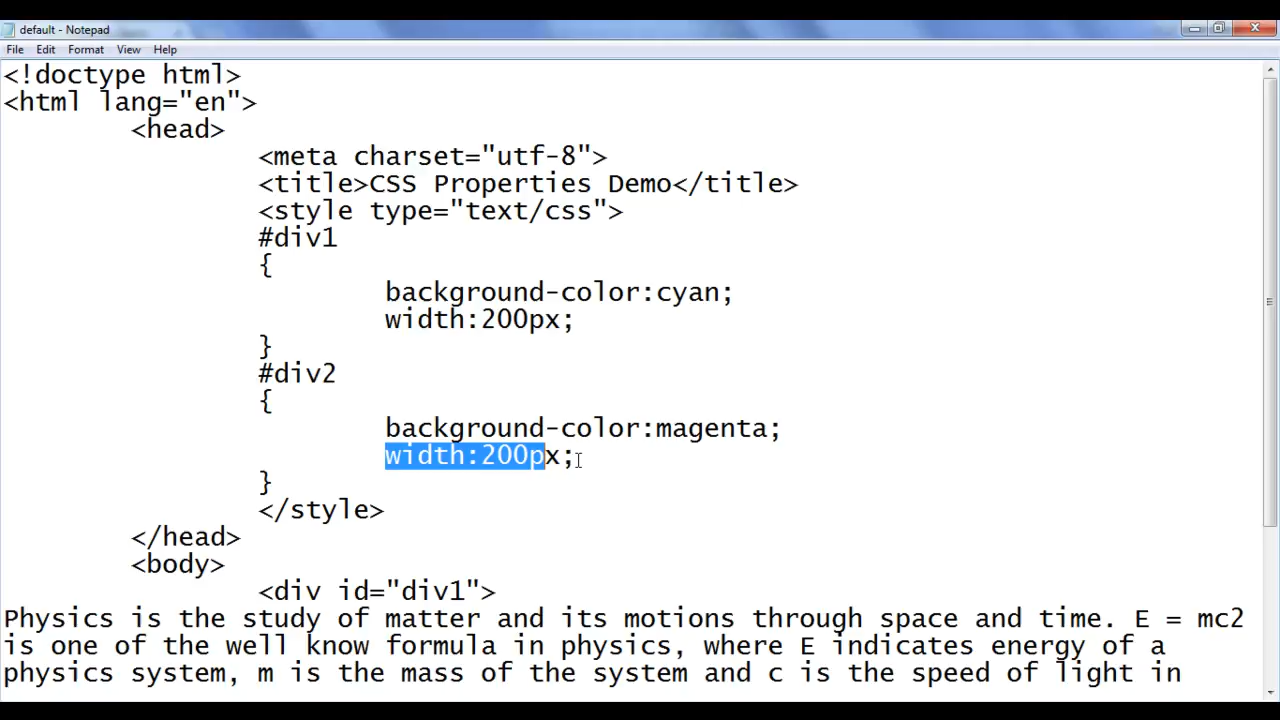 default - Notepad
File Edit Format View Help
<!doctype html>
<html lang="en">
<head>
<meta charset="utf-8">
<title>CSS Properties Demo</title>
<style type="text/css">
#div1
{
background-color:cyan;
width:200px;
}
#div2
{
background-color:magenta;
width:200px;
}
</style>
</head>
<body>
<div id="div1">
Physics is the study of matter and its motions through space and time. E = mc2
is one of the well know formula in physics, where E indicates energy of a
physics system, m is the mass of the system and c is the speed of light in